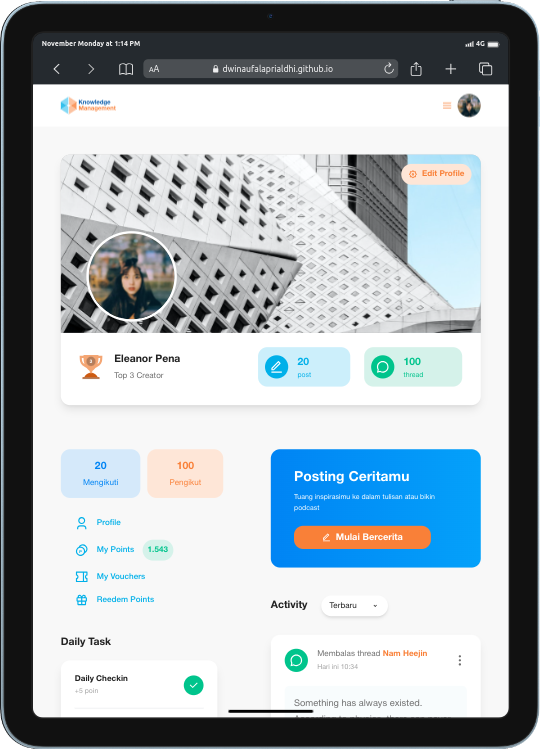 November Monday at 1:14 PM
4G
AA
dwinaufalaprialdhi.github.io
Knowledge
Management
Edit Profile
3
Eleanor Pena
Top 3 Creator
20
post
100
thread
20
Mengikuti
100
Pengikut
Profile
My Points 1.543
My Vouchers
Reedem Points
Posting Ceritamu
Tuang inspirasimu ke dalam tulisan atau bikin
podcast
Mulai Bercerita
Activity
Terbaru
Daily Task
Daily Checkin
+5 poin
Membalas thread Nam Heejin
Hari ini 10:34
Something has always existed.